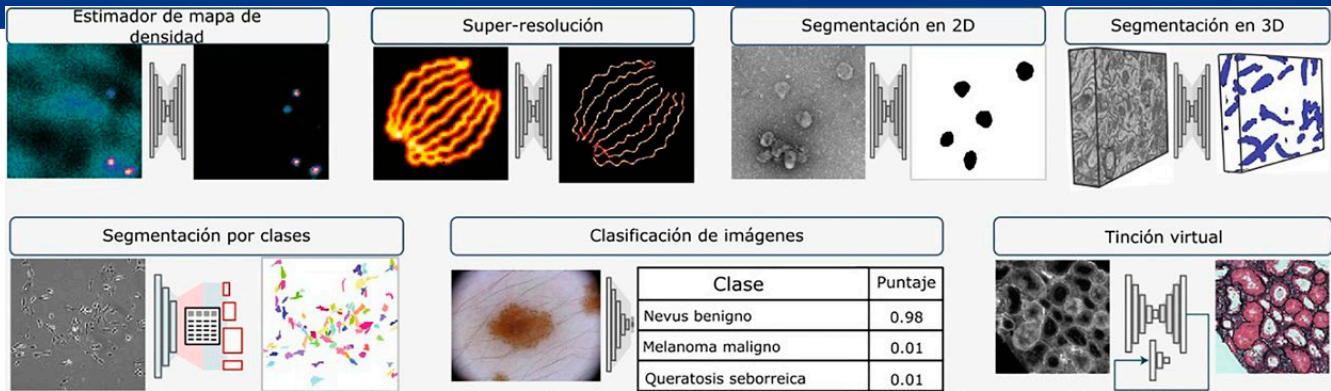 Estimador de mapa de
densidad
Super-resolución
Segmentación en 2D
Segmentación en 3D
Segmentación por clases
Clasificación de imágenes
Tinción virtual
Clase Puntaje
Nevus benigno 0.98
Melanoma maligno 0.01
Queratosis seborreica 0.01